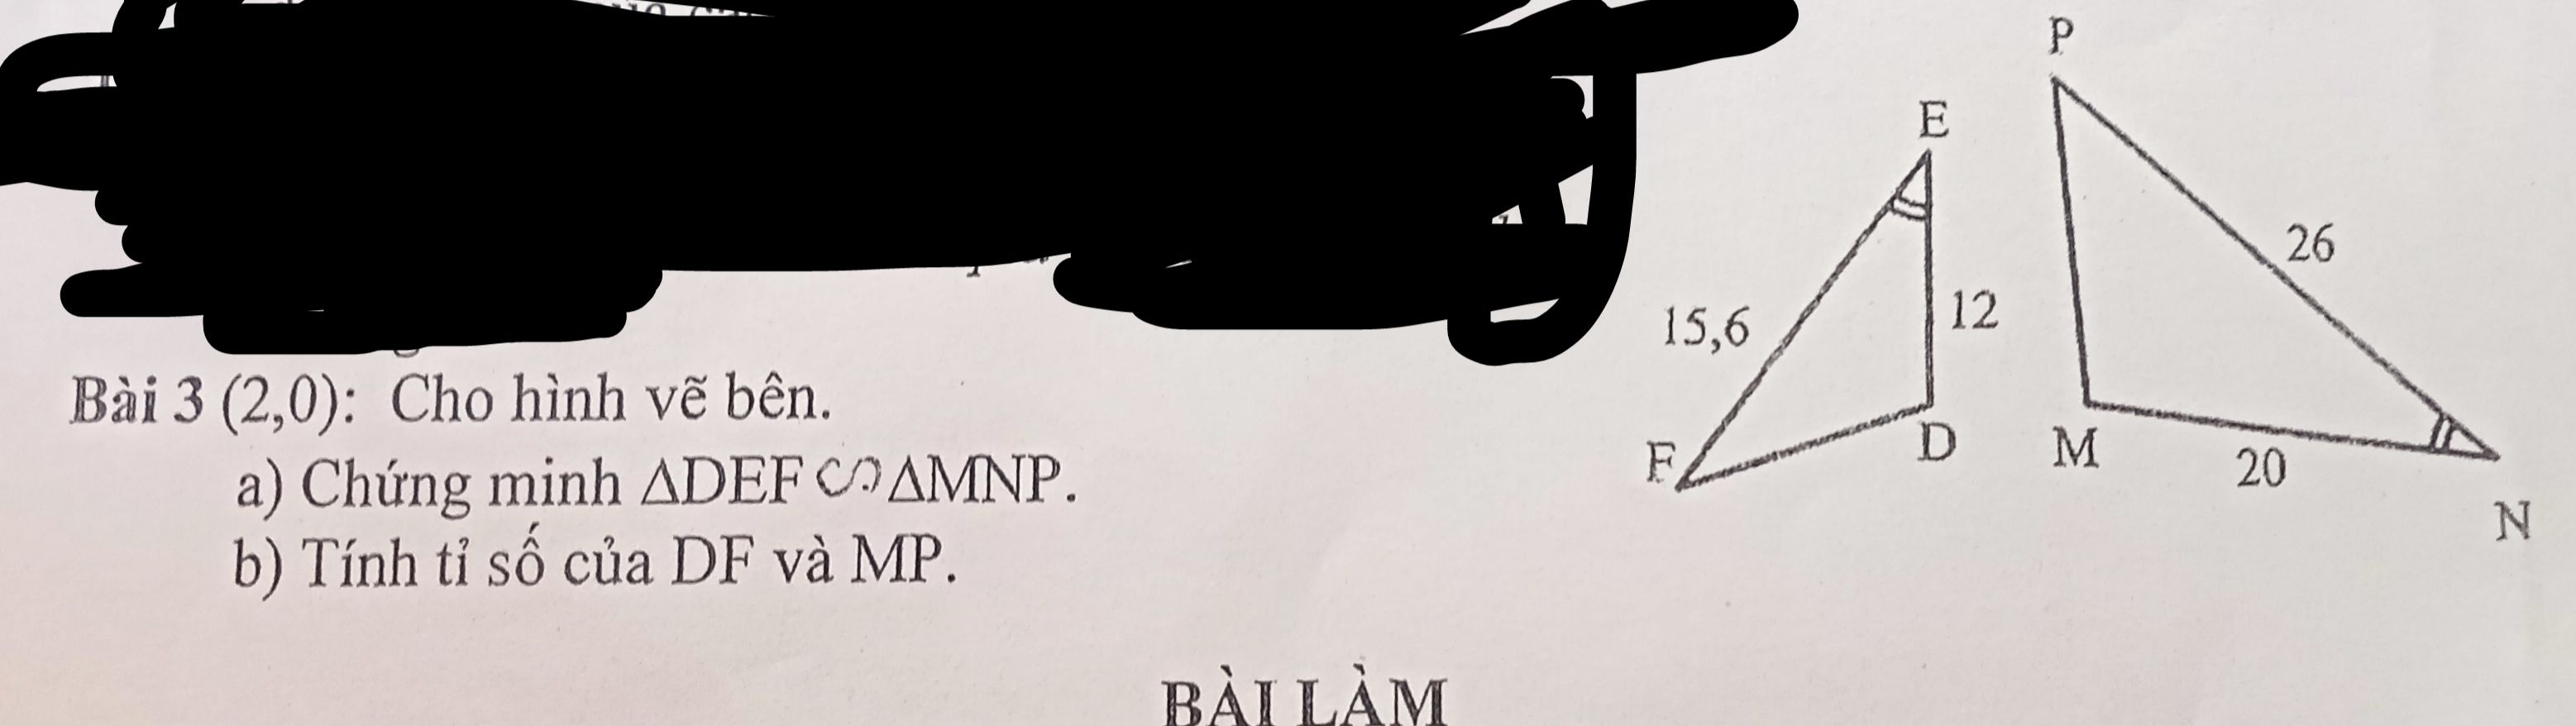 Bài 3 (2,0): Cho hình vẽ bên.
a) Chứng minh ΔDEF ∽ ΔMNP.
b) Tính tỉ số của DF và MP.
P
E
26
15,6
12
F
D
M
20
N
BÀI LÀM